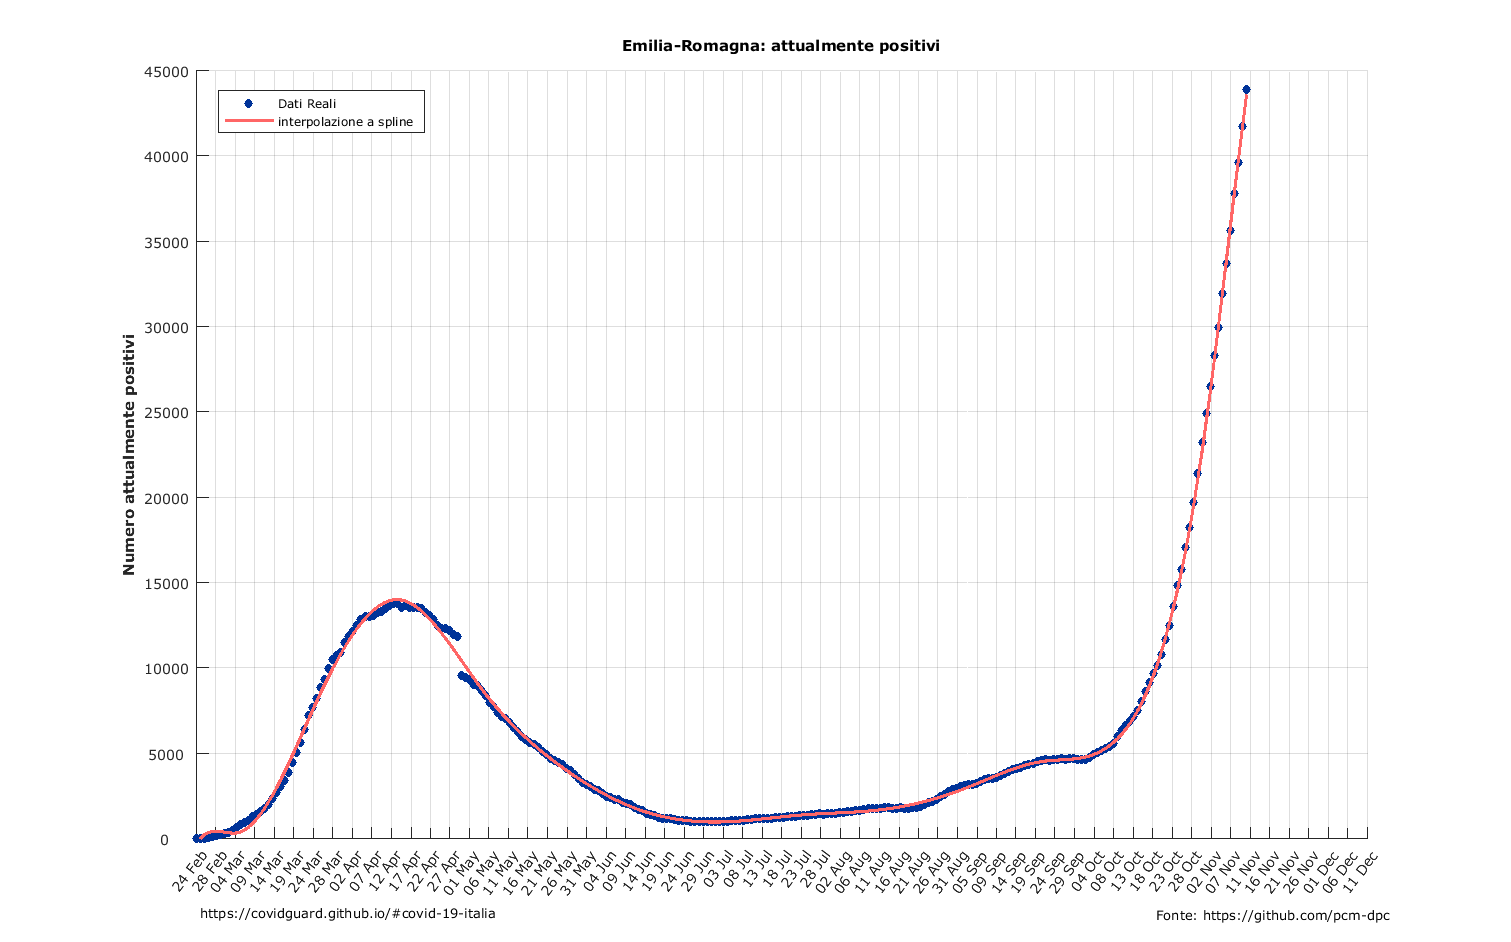 Emilia-Romagna: attualmente positivi
45000
40000
35000
30000
25000
20000
15000
10000
5000
0
Numero attualmente positivi
Dati Reali
interpolazione a spline
24 Feb
28 Feb
04 Mar
09 Mar
14 Mar
19 Mar
24 Mar
28 Mar
02 Apr
07 Apr
12 Apr
17 Apr
22 Apr
27 Apr
01 May
06 May
11 May
16 May
21 May
26 May
31 May
04 Jun
09 Jun
14 Jun
19 Jun
24 Jun
29 Jun
03 Jul
08 Jul
13 Jul
18 Jul
23 Jul
28 Jul
02 Aug
06 Aug
11 Aug
16 Aug
21 Aug
26 Aug
31 Aug
05 Sep
09 Sep
14 Sep
19 Sep
24 Sep
29 Sep
04 Oct
08 Oct
13 Oct
18 Oct
23 Oct
28 Oct
02 Nov
07 Nov
11 Nov
16 Nov
21 Nov
26 Nov
01 Dec
06 Dec
11 Dec
https://covidguard.github.io/#covid-19-italia
Fonte: https://github.com/pcm-dpc